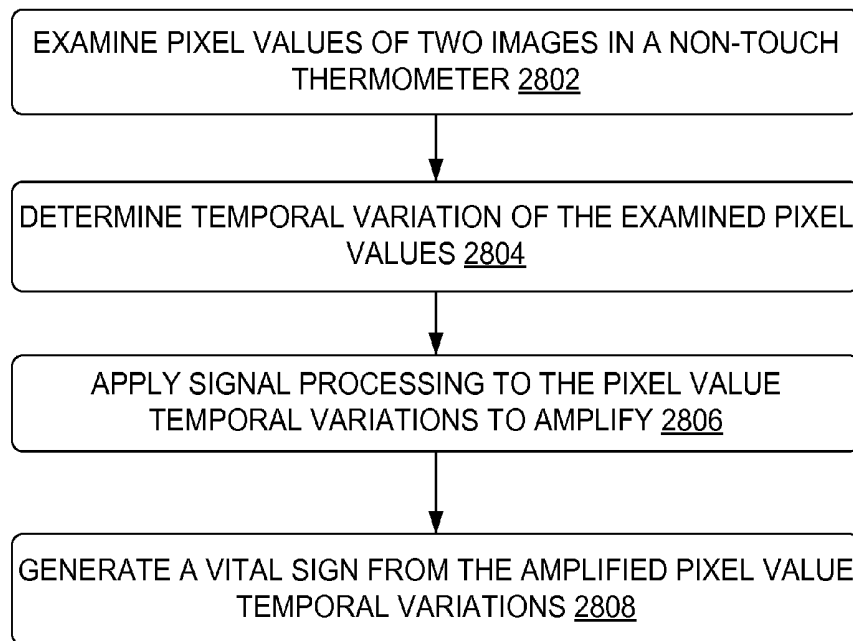 EXAMINE PIXEL VALUES OF TWO IMAGES IN A NON-TOUCH
THERMOMETER 2802
DETERMINE TEMPORAL VARIATION OF THE EXAMINED PIXEL
VALUES 2804
APPLY SIGNAL PROCESSING TO THE PIXEL VALUE
TEMPORAL VARIATIONS TO AMPLIFY 2806
GENERATE A VITAL SIGN FROM THE AMPLIFIED PIXEL VALUE
TEMPORAL VARIATIONS 2808